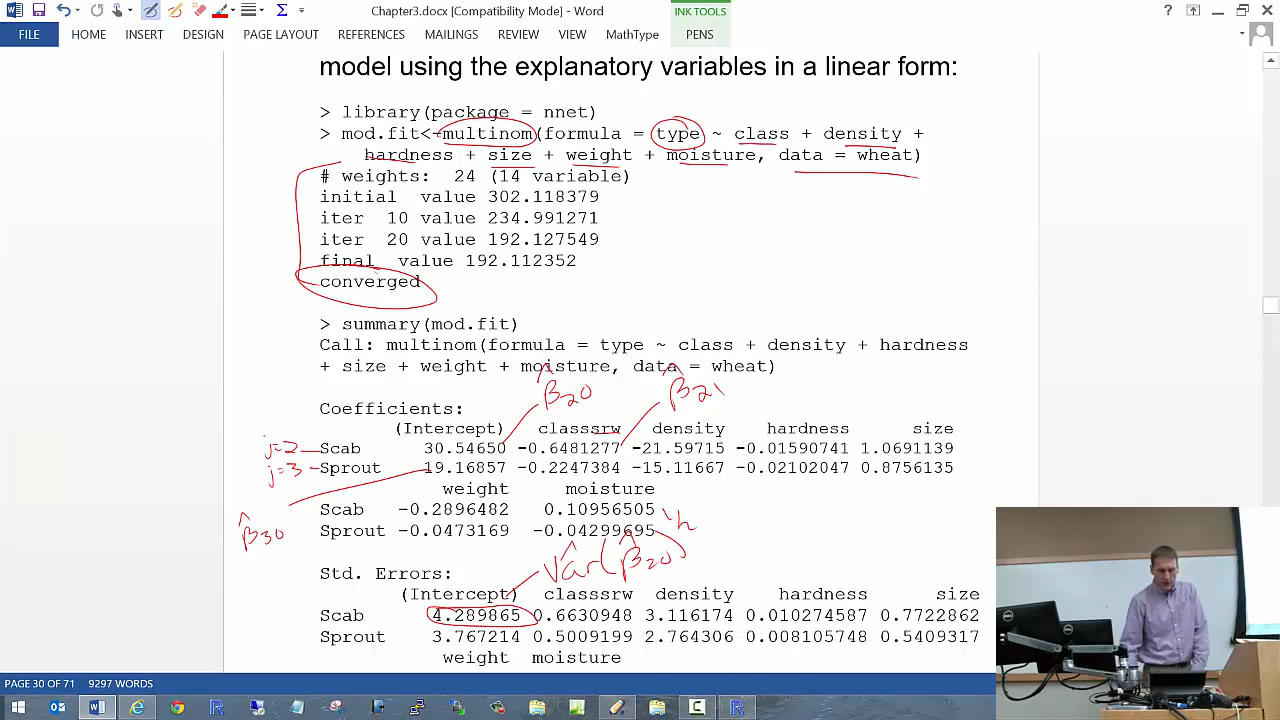 Chapter3.docx [Compatibility Mode] - Word
INK TOOLS
FILE HOME INSERT DESIGN PAGE LAYOUT REFERENCES MAILINGS REVIEW VIEW MathType PENS
model using the explanatory variables in a linear form:
> library(package = nnet)
> mod.fit<-multinom(formula = type ~ class + density +
hardness + size + weight + moisture, data = wheat)
# weights:  24 (14 variable)
initial  value 302.118379
iter  10 value 234.991271
iter  20 value 192.127549
final  value 192.112352
converged
> summary(mod.fit)
Call: multinom(formula = type ~ class + density + hardness
+ size + weight + moisture, data = wheat)
β̂20 β̂21
Coefficients:
(Intercept) classsrw density hardness size
j=2 Scab 30.54650 -0.6481277 -21.59715 -0.01590741 1.0691139
j=3 Sprout 19.16857 -0.2247384 -15.11667 -0.02102047 0.8756135
weight moisture
Scab -0.2896482 0.10956505
Sprout -0.0473169 -0.04299695
β̂30
Var̂(β̂20)^1/2
Std. Errors:
(Intercept) classsrw density hardness size
Scab 4.289865 0.6630948 3.116174 0.010274587 0.7722862
Sprout 3.767214 0.5009199 2.764306 0.008105748 0.5409317
weight moisture
PAGE 30 OF 71 9297 WORDS